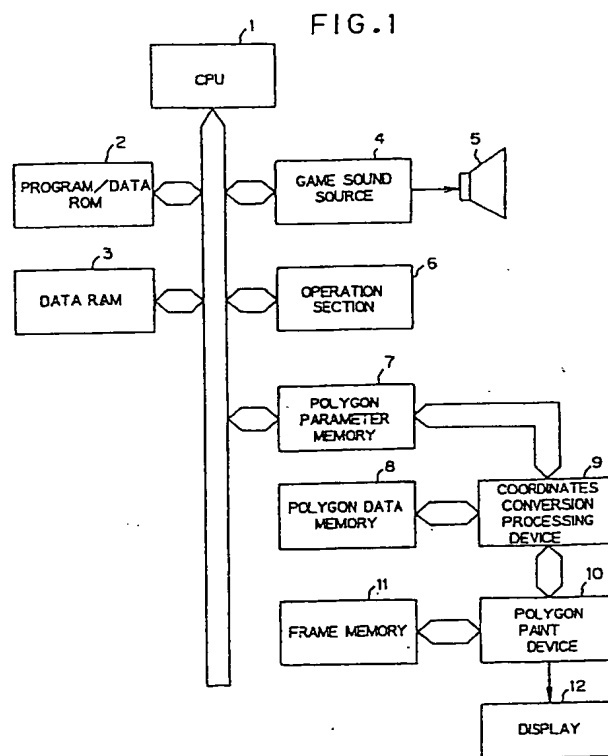 FIG.1
1
CPU
2
PROGRAM/DATA
ROM
4
GAME SOUND
SOURCE
5
3
DATA RAM
6
OPERATION
SECTION
7
POLYGON
PARAMETER
MEMORY
8
POLYGON DATA
MEMORY
9
COORDINATES
CONVERSION
PROCESSING
DEVICE
11
FRAME MEMORY
10
POLYGON
PAINT
DEVICE
12
DISPLAY